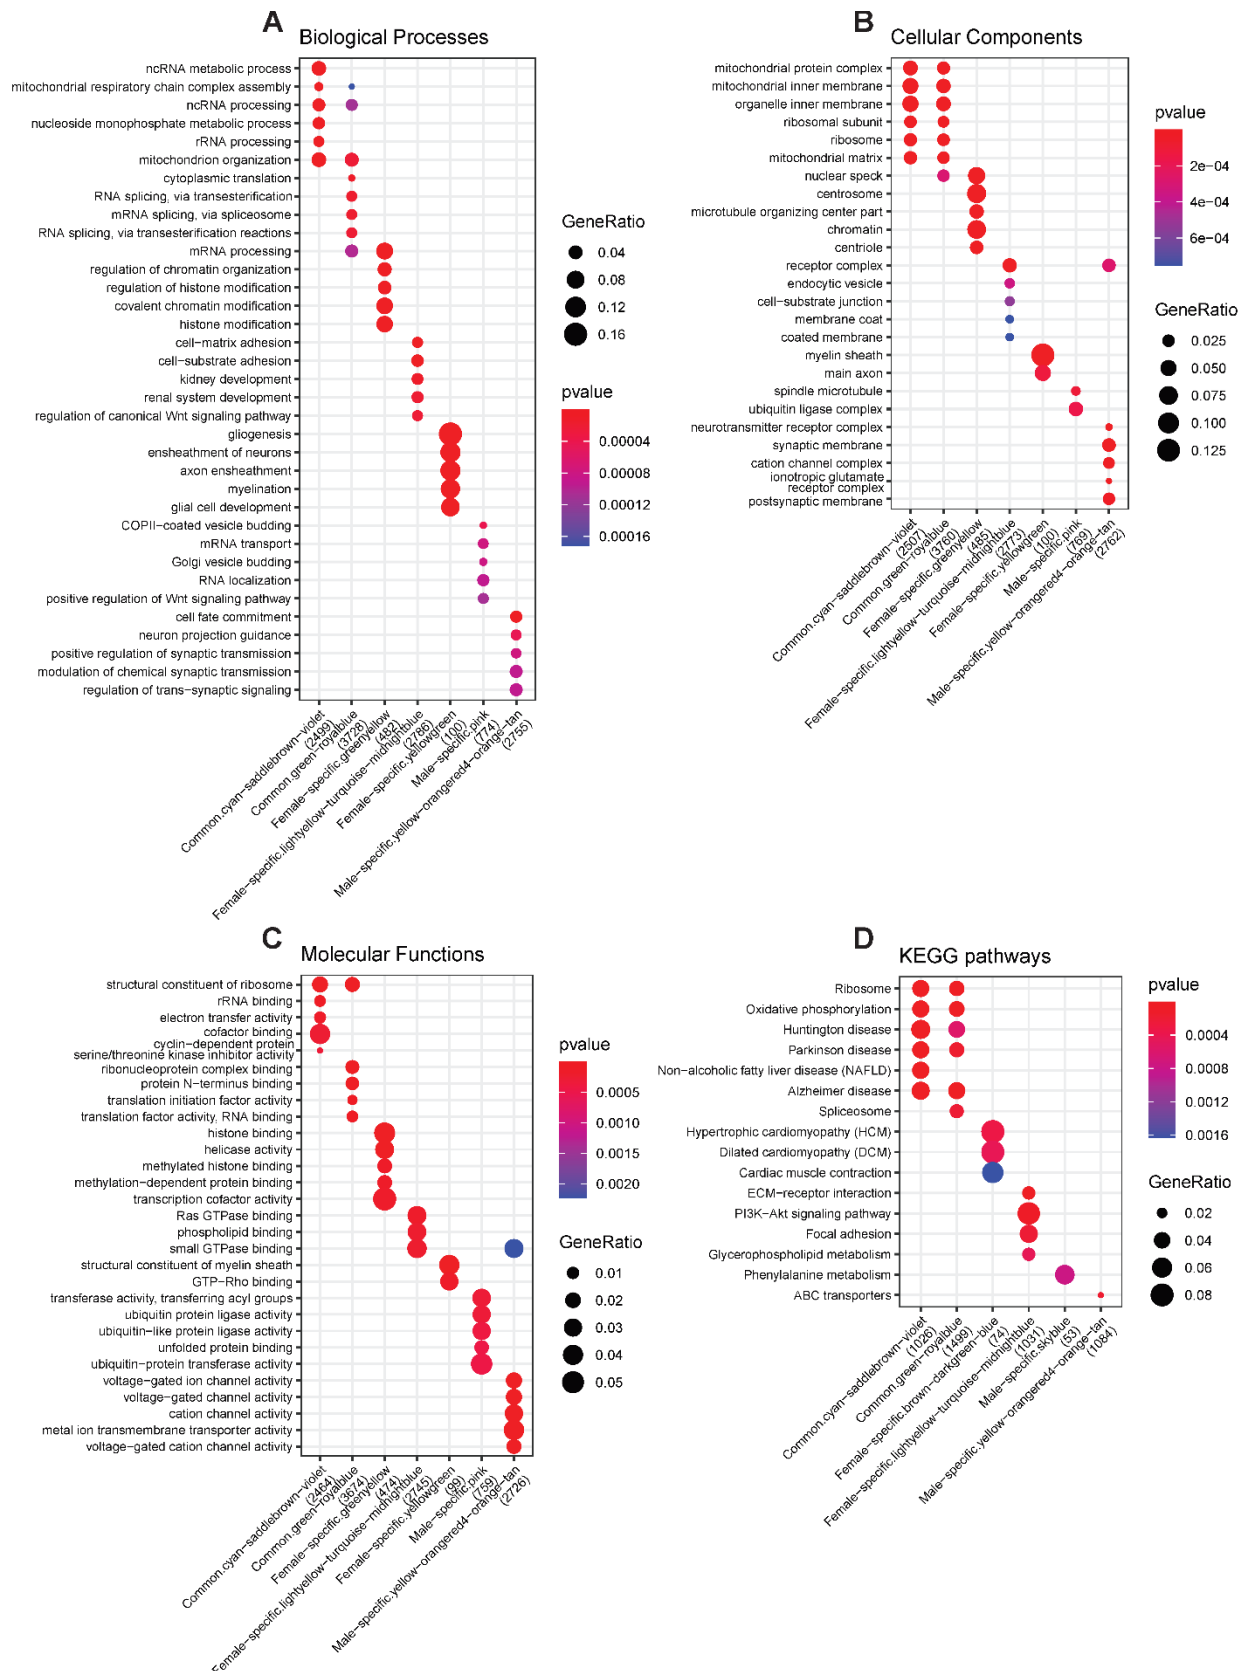 A
Biological Processes
ncRNA metabolic process
mitochondrial respiratory chain complex assembly
ncRNA processing
nucleoside monophosphate metabolic process
rRNA processing
mitochondrion organization
cytoplasmic translation
RNA splicing, via transesterification
mRNA splicing, via spliceosome
RNA splicing, via transesterification reactions
mRNA processing
regulation of chromatin organization
regulation of histone modification
covalent chromatin modification
histone modification
cell−matrix adhesion
cell−substrate adhesion
kidney development
renal system development
regulation of canonical Wnt signaling pathway
gliogenesis
ensheathment of neurons
axon ensheathment
myelination
glial cell development
COPII−coated vesicle budding
mRNA transport
Golgi vesicle budding
RNA localization
positive regulation of Wnt signaling pathway
cell fate commitment
neuron projection guidance
positive regulation of synaptic transmission
modulation of chemical synaptic transmission
regulation of trans−synaptic signaling
Common.cyan−saddlebrown−violet
(2499)
Common.green−royalblue
(3728)
Female−specific.greenyellow
(482)
Female−specific.lightyellow−turquoise−midnightblue
(2786)
Female−specific.yellowgreen
(100)
Male−specific.pink
(774)
Male−specific.yellow−orangered4−orange−tan
(2755)
GeneRatio
0.04
0.08
0.12
0.16
pvalue
0.00004
0.00008
0.00012
0.00016
B
Cellular Components
mitochondrial protein complex
mitochondrial inner membrane
organelle inner membrane
ribosomal subunit
ribosome
mitochondrial matrix
nuclear speck
centrosome
microtubule organizing center part
chromatin
centriole
receptor complex
endocytic vesicle
cell−substrate junction
membrane coat
coated membrane
myelin sheath
main axon
spindle microtubule
ubiquitin ligase complex
neurotransmitter receptor complex
synaptic membrane
cation channel complex
ionotropic glutamate
receptor complex
postsynaptic membrane
Common.cyan−saddlebrown−violet
(2507)
Common.green−royalblue
(3760)
Female−specific.greenyellow
(485)
Female−specific.lightyellow−turquoise−midnightblue
(2773)
Female−specific.yellowgreen
(100)
Male−specific.pink
(769)
Male−specific.yellow−orangered4−orange−tan
(2762)
pvalue
2e−04
4e−04
6e−04
GeneRatio
0.025
0.050
0.075
0.100
0.125
C
Molecular Functions
structural constituent of ribosome
rRNA binding
electron transfer activity
cofactor binding
cyclin−dependent protein
serine/threonine kinase inhibitor activity
ribonucleoprotein complex binding
protein N−terminus binding
translation initiation factor activity
translation factor activity, RNA binding
histone binding
helicase activity
methylated histone binding
methylation−dependent protein binding
transcription cofactor activity
Ras GTPase binding
phospholipid binding
small GTPase binding
structural constituent of myelin sheath
GTP−Rho binding
transferase activity, transferring acyl groups
ubiquitin protein ligase activity
ubiquitin−like protein ligase activity
unfolded protein binding
ubiquitin−protein transferase activity
voltage−gated ion channel activity
voltage−gated channel activity
cation channel activity
metal ion transmembrane transporter activity
voltage−gated cation channel activity
Common.cyan−saddlebrown−violet
(2464)
Common.green−royalblue
(3674)
Female−specific.greenyellow
(474)
Female−specific.lightyellow−turquoise−midnightblue
(2745)
Female−specific.yellowgreen
(99)
Male−specific.pink
(759)
Male−specific.yellow−orangered4−orange−tan
(2726)
pvalue
0.0005
0.0010
0.0015
0.0020
GeneRatio
0.01
0.02
0.03
0.04
0.05
D
KEGG pathways
Ribosome
Oxidative phosphorylation
Huntington disease
Parkinson disease
Non−alcoholic fatty liver disease (NAFLD)
Alzheimer disease
Spliceosome
Hypertrophic cardiomyopathy (HCM)
Dilated cardiomyopathy (DCM)
Cardiac muscle contraction
ECM−receptor interaction
PI3K−Akt signaling pathway
Focal adhesion
Glycerophospholipid metabolism
Phenylalanine metabolism
ABC transporters
Common.cyan−saddlebrown−violet
(1026)
Common.green−royalblue
(1499)
Female−specific.brown−darkgreen−blue
(74)
Female−specific.lightyellow−turquoise−midnightblue
(1031)
Male−specific.skyblue
(53)
Male−specific.yellow−orangered4−orange−tan
(1084)
pvalue
0.0004
0.0008
0.0012
0.0016
GeneRatio
0.02
0.04
0.06
0.08